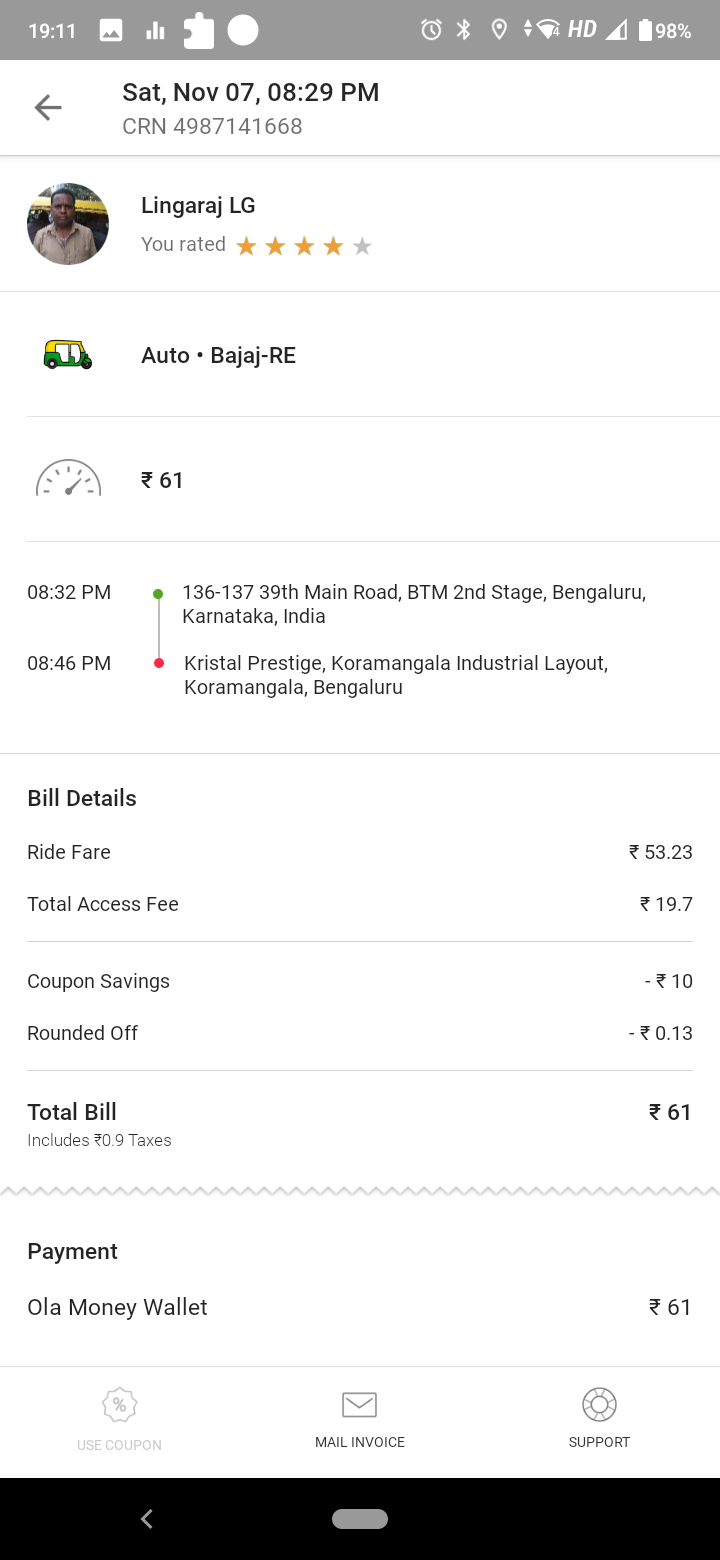 19:11 4 HD 98%
Sat, Nov 07, 08:29 PM
CRN 4987141668
Lingaraj LG
You rated
Auto • Bajaj-RE
₹ 61
08:32 PM 136-137 39th Main Road, BTM 2nd Stage, Bengaluru,
Karnataka, India
08:46 PM Kristal Prestige, Koramangala Industrial Layout,
Koramangala, Bengaluru
Bill Details
Ride Fare ₹ 53.23
Total Access Fee ₹ 19.7
Coupon Savings - ₹ 10
Rounded Off - ₹ 0.13
Total Bill ₹ 61
Includes ₹0.9 Taxes
Payment
Ola Money Wallet ₹ 61
%
USE COUPON MAIL INVOICE SUPPORT